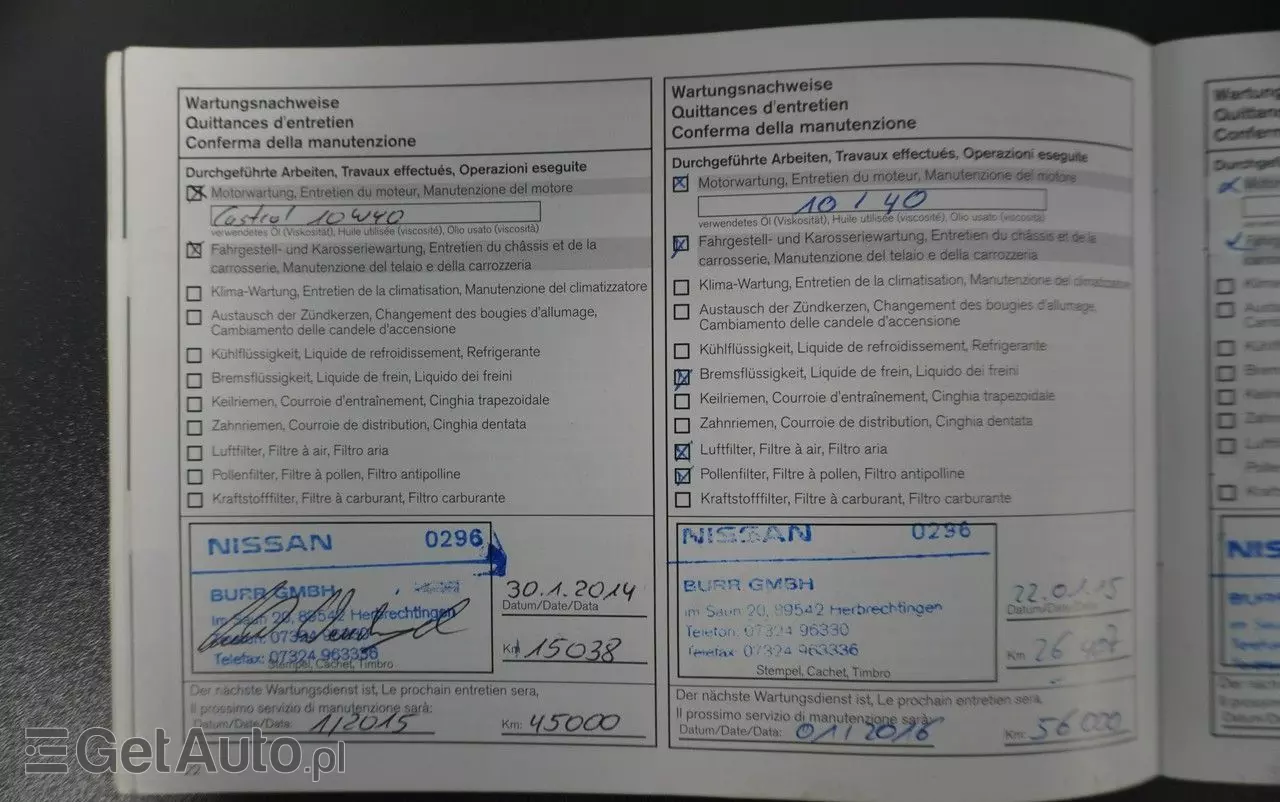 Wartungsnachweise
Quittances d'entretien
Conferma della manutenzione
Durchgeführte Arbeiten, Travaux effectués, Operazioni eseguite
Motorwartung, Entretien du moteur, Manutenzione del motore
Castrol 10W40
verwendetes Öl (Viskosität), Huile utilisée (viscosité), Olio usato (viscosità)
Fahrgestell- und Karosseriewartung, Entretien du châssis et de la
carrosserie, Manutenzione del telaio e della carrozzeria
Klima-Wartung, Entretien de la climatisation, Manutenzione del climatizzatore
Austausch der Zündkerzen, Changement des bougies d'allumage,
Cambiamento delle candele d'accensione
Kühlflüssigkeit, Liquide de refroidissement, Refrigerante
Bremsflüssigkeit, Liquide de frein, Liquido dei freini
Keilriemen, Courroie d'entraînement, Cinghia trapezoidale
Zahnriemen, Courroie de distribution, Cinghia dentata
Luftfilter, Filtre à air, Filtro aria
Pollenfilter, Filtre à pollen, Filtro antipolline
Kraftstofffilter, Filtre à carburant, Filtro carburante
NISSAN 0296
BURR GMBH
Im Saun 20, 89542 Herbrechtingen
Telefax: 07324 963336
Stempel, Cachet, Timbro
30.1.2014
Datum/Date/Data
Km 15038
Der nächste Wartungsdienst ist, Le prochain entretien sera,
Il prossimo servizio di manutenzione sarà:
Datum/Date/Data: 1/2015 Km: 45000
Wartungsnachweise
Quittances d'entretien
Conferma della manutenzione
Durchgeführte Arbeiten, Travaux effectués, Operazioni eseguite
Motorwartung, Entretien du moteur, Manutenzione del motore
10 / 40
verwendetes Öl (Viskosität), Huile utilisée (viscosité), Olio usato (viscosità)
Fahrgestell- und Karosseriewartung, Entretien du châssis et de la
carrosserie, Manutenzione del telaio e della carrozzeria
Klima-Wartung, Entretien de la climatisation, Manutenzione del climatizzatore
Austausch der Zündkerzen, Changement des bougies d'allumage,
Cambiamento delle candele d'accensione
Kühlflüssigkeit, Liquide de refroidissement, Refrigerante
Bremsflüssigkeit, Liquide de frein, Liquido dei freini
Keilriemen, Courroie d'entraînement, Cinghia trapezoidale
Zahnriemen, Courroie de distribution, Cinghia dentata
Luftfilter, Filtre à air, Filtro aria
Pollenfilter, Filtre à pollen, Filtro antipolline
Kraftstofffilter, Filtre à carburant, Filtro carburante
NISSAN 0296
BURR GMBH
Im Saun 20, 89542 Herbrechtingen
Telefon: 07324 96330
Telefax: 07324 963336
Stempel, Cachet, Timbro
22.01.15
Datum/Date/Data
Km 26 407
Der nächste Wartungsdienst ist, Le prochain entretien sera,
Il prossimo servizio di manutenzione sarà:
Datum/Date/Data: 01/2016 Km: 56000
GetAuto.pl